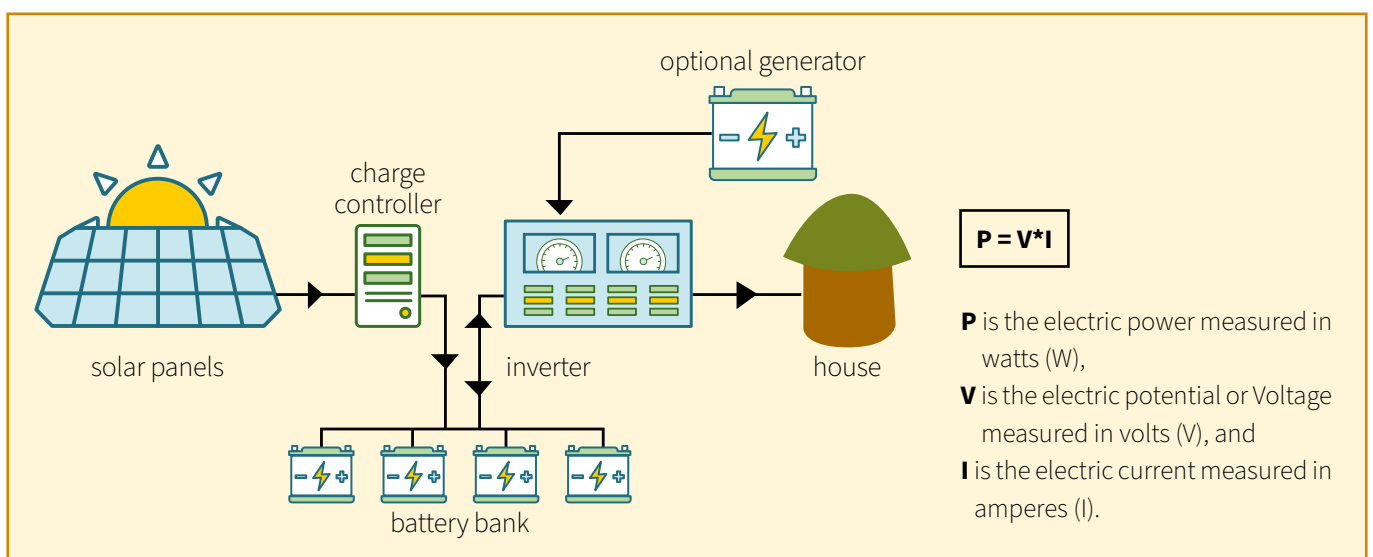 optional generator
charge
controller
P = V*I
solar panels
inverter
house
battery bank
P is the electric power measured in
watts (W),
V is the electric potential or Voltage
measured in volts (V), and
I is the electric current measured in
amperes (I).